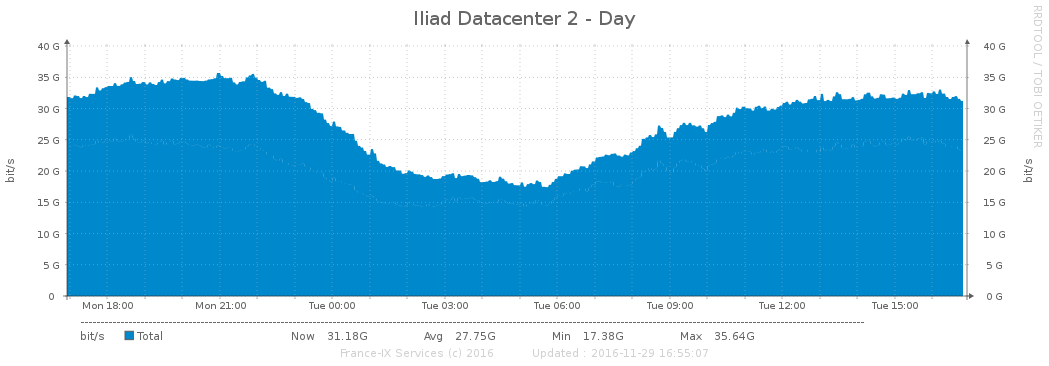 Iliad Datacenter 2 - Day
RRDTOOL / TOBI OETIKER
40 G 40 G
35 G 35 G
30 G 30 G
25 G 25 G
20 G 20 G
15 G 15 G
10 G 10 G
5 G 5 G
0 0 G
bit/s bit/s
Mon 18:00 Mon 21:00 Tue 00:00 Tue 03:00 Tue 06:00 Tue 09:00 Tue 12:00 Tue 15:00
bit/s Total Now 31.18G Avg 27.75G Min 17.38G Max 35.64G
France-IX Services (c) 2016 Updated : 2016-11-29 16:55:07